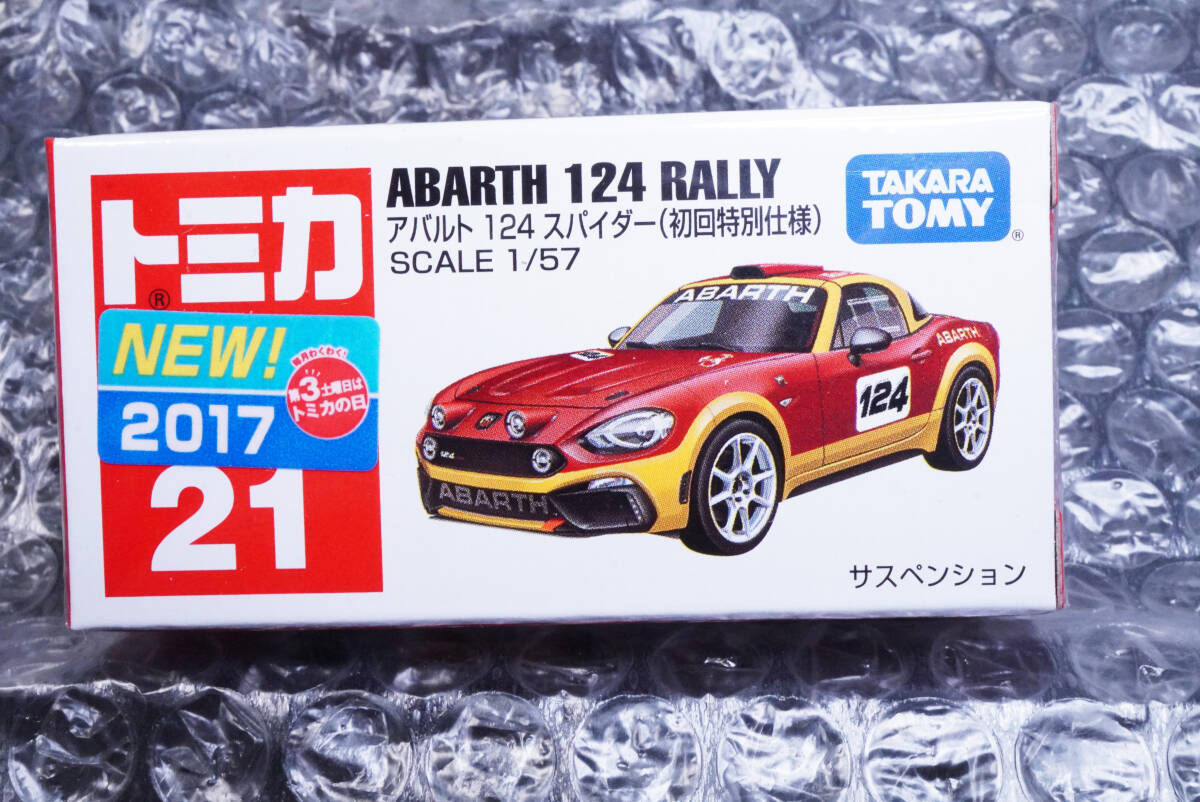 トミカ
®
NEW!
2017
毎月わくわく!
第3土曜日は
トミカの日
21
ABARTH 124 RALLY
アバルト 124 スパイダー(初回特別仕様)
SCALE 1/57
TAKARA
TOMY
®
ABARTH
ABARTH
124
124
ABARTH
サスペンション